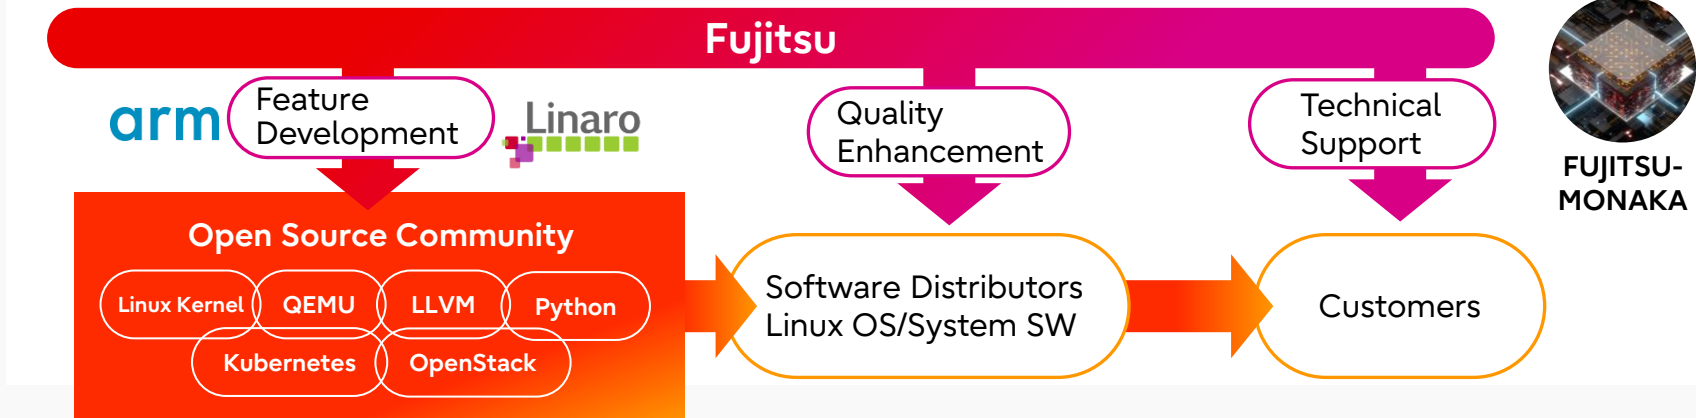 Fujitsu
arm
Feature
Development
Linaro
Quality
Enhancement
Technical
Support
FUJITSU-
MONAKA
Open Source Community
Linux Kernel
QEMU
LLVM
Python
Kubernetes
OpenStack
Software Distributors
Linux OS/System SW
Customers